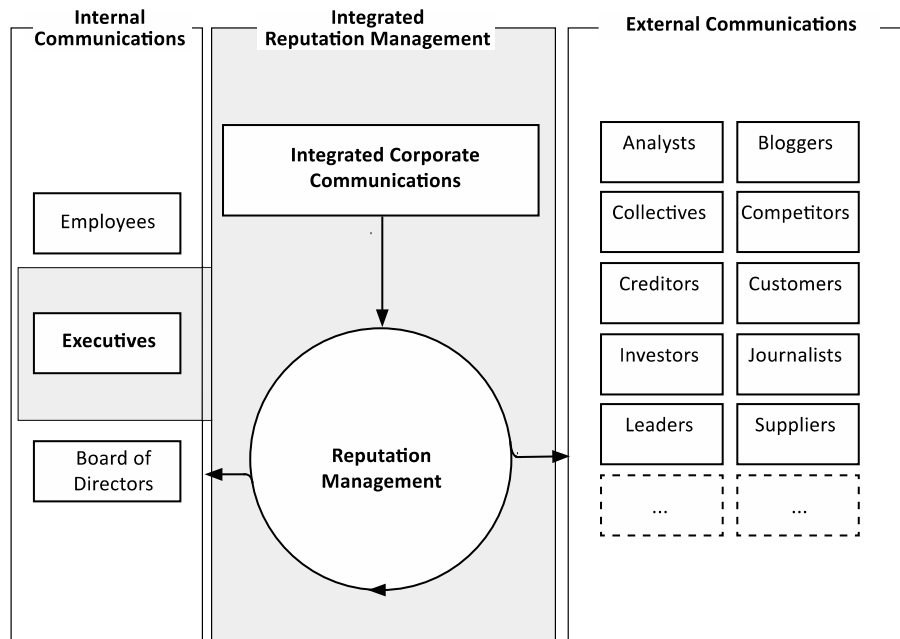 Internal
Communications
Integrated
Reputation Management
External Communications
Employees
Executives
Board of
Directors
Integrated Corporate
Communications
Reputation
Management
Analysts
Bloggers
Collectives
Competitors
Creditors
Customers
Investors
Journalists
Leaders
Suppliers
...
...